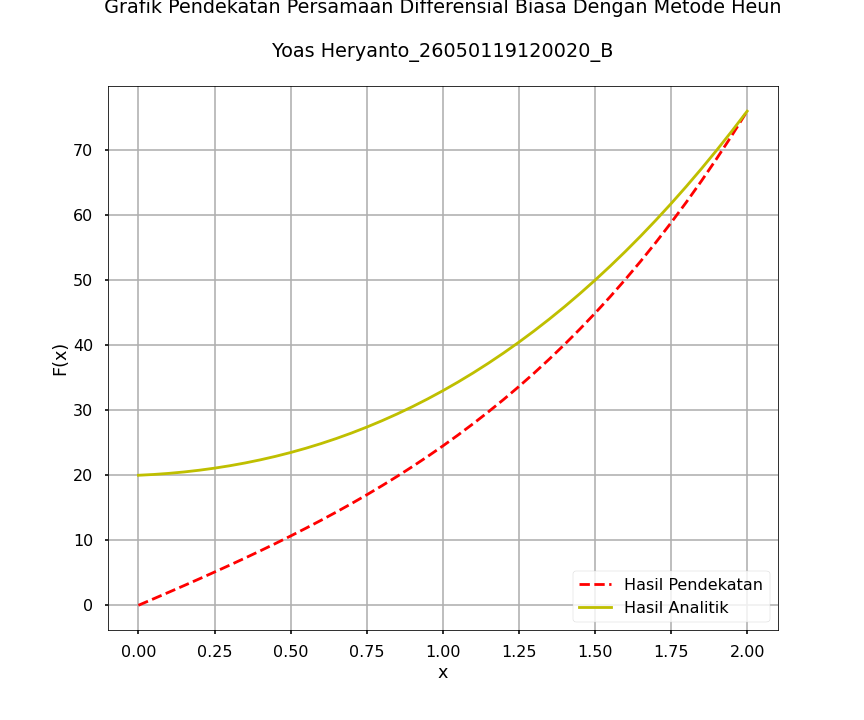 Grafik Pendekatan Persamaan Differensial Biasa Dengan Metode Heun
Yoas Heryanto_26050119120020_B
70
60
50
40
30
20
10
0
F(x)
Hasil Pendekatan
Hasil Analitik
0.00 0.25 0.50 0.75 1.00 1.25 1.50 1.75 2.00
x